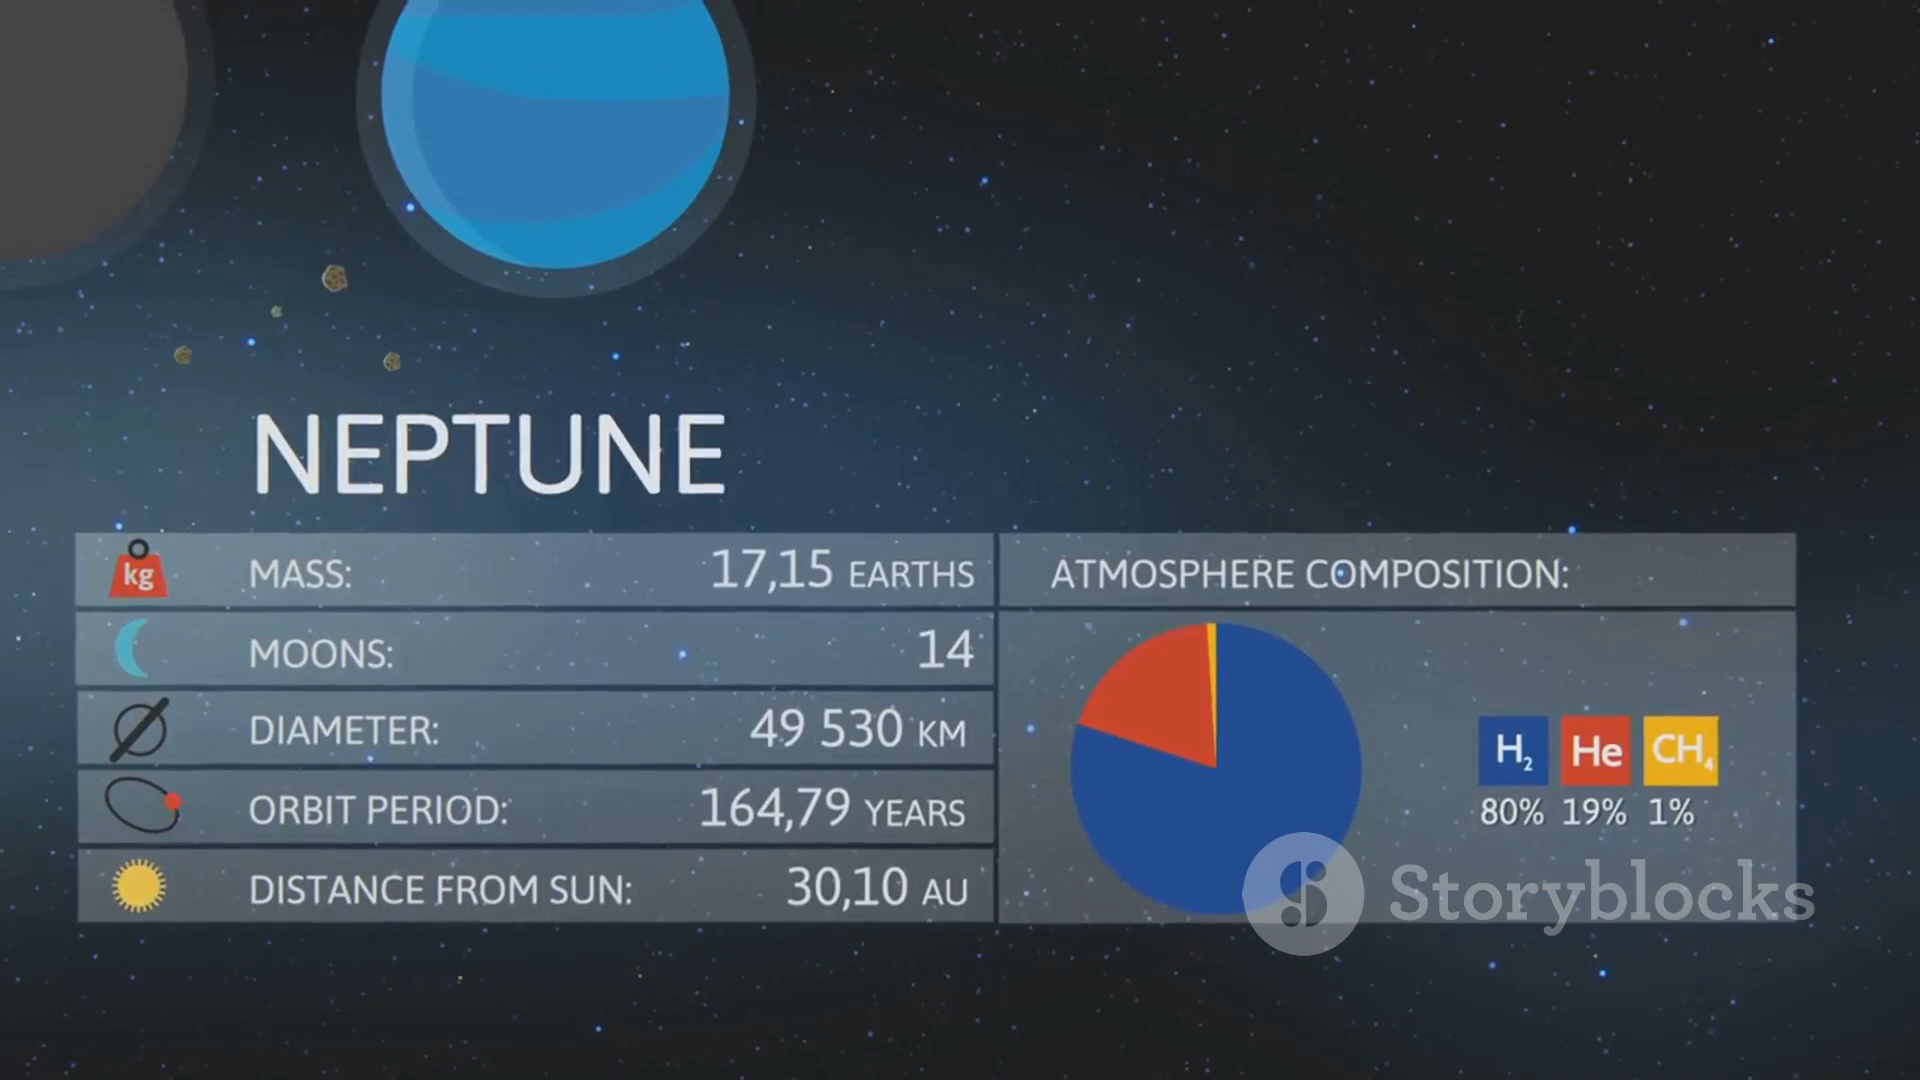 NEPTUNE
kg MASS: 17,15 EARTHS
MOONS: 14
DIAMETER: 49 530 KM
ORBIT PERIOD: 164,79 YEARS
DISTANCE FROM SUN: 30,10 AU
ATMOSPHERE COMPOSITION:
H₂ He CH₄
80% 19% 1%
Storyblocks